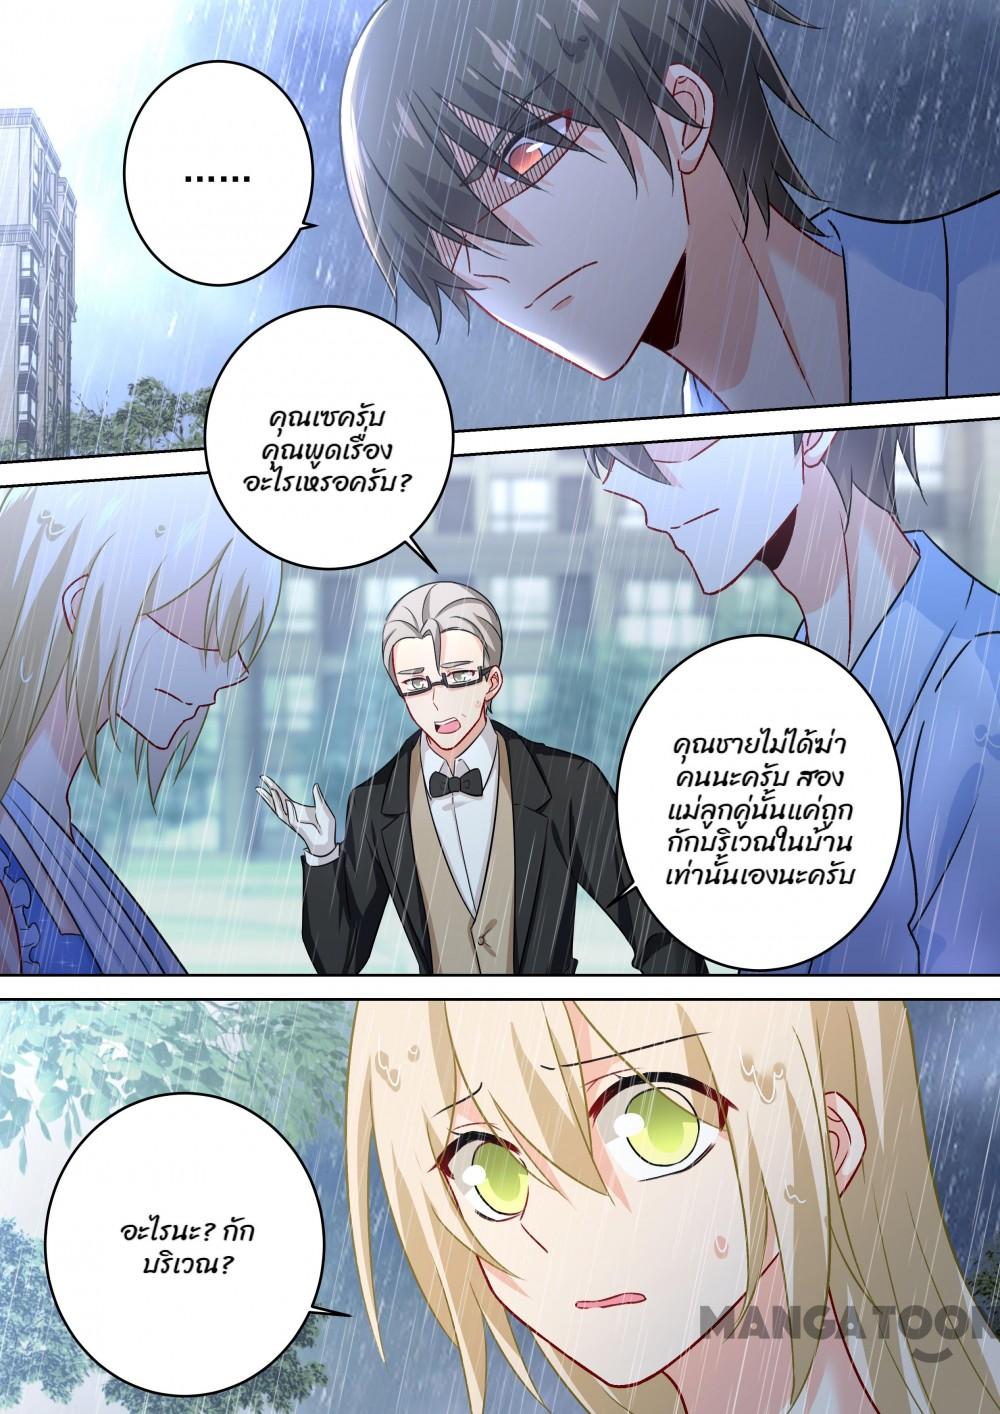 .......
คุณเซครับ
คุณพูดเรื่อง
อะไรเหรอครับ?
คุณชายไม่ได้ฆ่า
คนนะครับ สอง
แม่ลูกคู่นั้นแค่ถูก
กักบริเวณในบ้าน
เท่านั้นเองนะครับ
อะไรนะ? กัก
บริเวณ?
MANGATOON